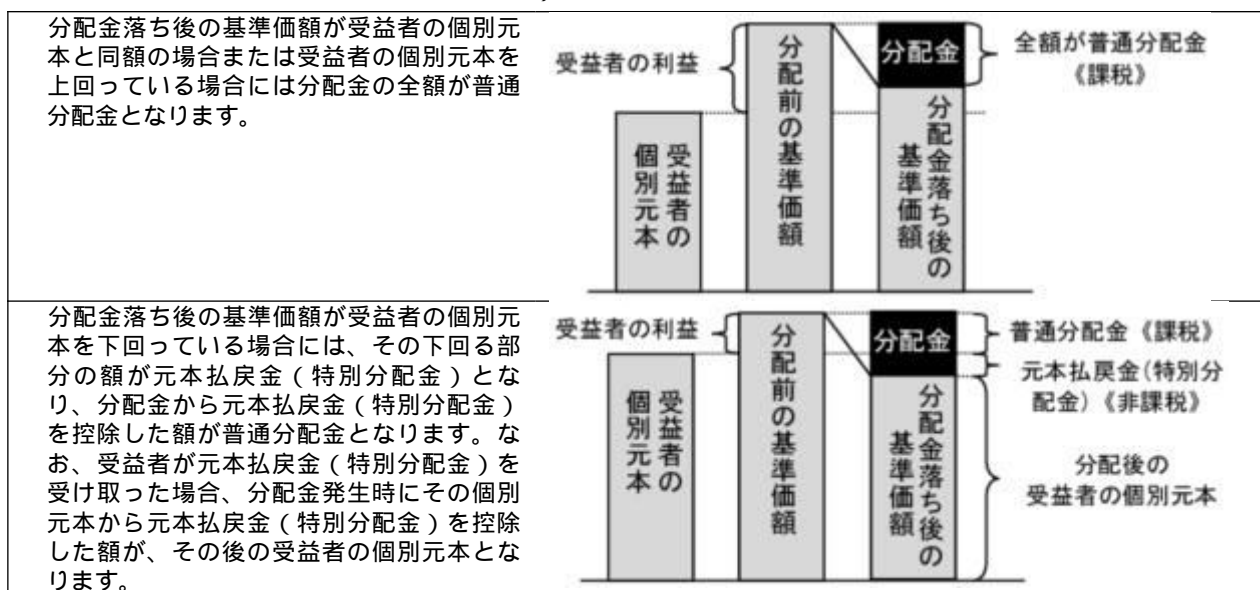 分配金落ち後の基準価額が受益者の個別元
本と同額の場合または受益者の個別元本を
上回っている場合には分配金の全額が普通
分配金となります。
受益者の利益
受益者の
個別元本
分配前の基準価額
分配金
分配金落ち後の
基準価額
全額が普通分配金
《課税》
分配金落ち後の基準価額が受益者の個別元
本を下回っている場合には、その下回る部
分の額が元本払戻金(特別分配金)とな
り、分配金から元本払戻金(特別分配金)
を控除した額が普通分配金となります。な
お、受益者が元本払戻金(特別分配金)を
受け取った場合、分配金発生時にその個別
元本から元本払戻金(特別分配金)を控除
した額が、その後の受益者の個別元本とな
ります。
受益者の利益
受益者の
個別元本
分配前の基準価額
分配金
分配金落ち後の
基準価額
普通分配金《課税》
元本払戻金(特別分
配金)《非課税》
分配後の
受益者の個別元本